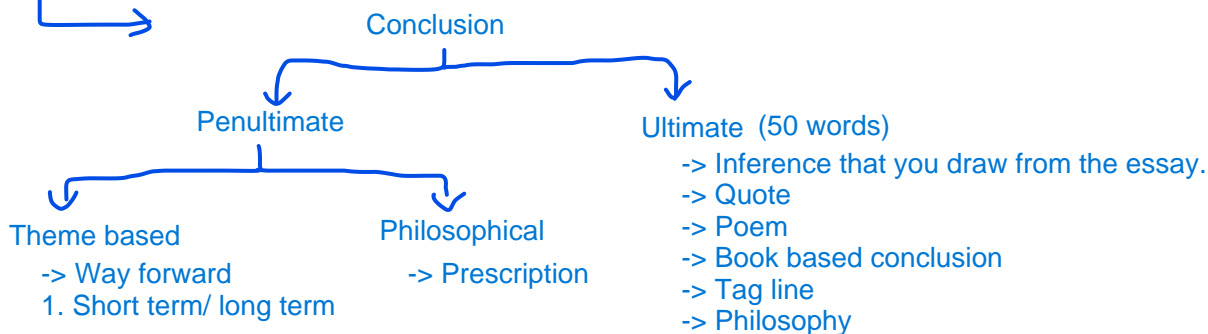 Conclusion
Penultimate
Ultimate (50 words)
-> Inference that you draw from the essay.
-> Quote
-> Poem
-> Book based conclusion
-> Tag line
-> Philosophy
Theme based
-> Way forward
1. Short term/ long term
Philosophical
-> Prescription